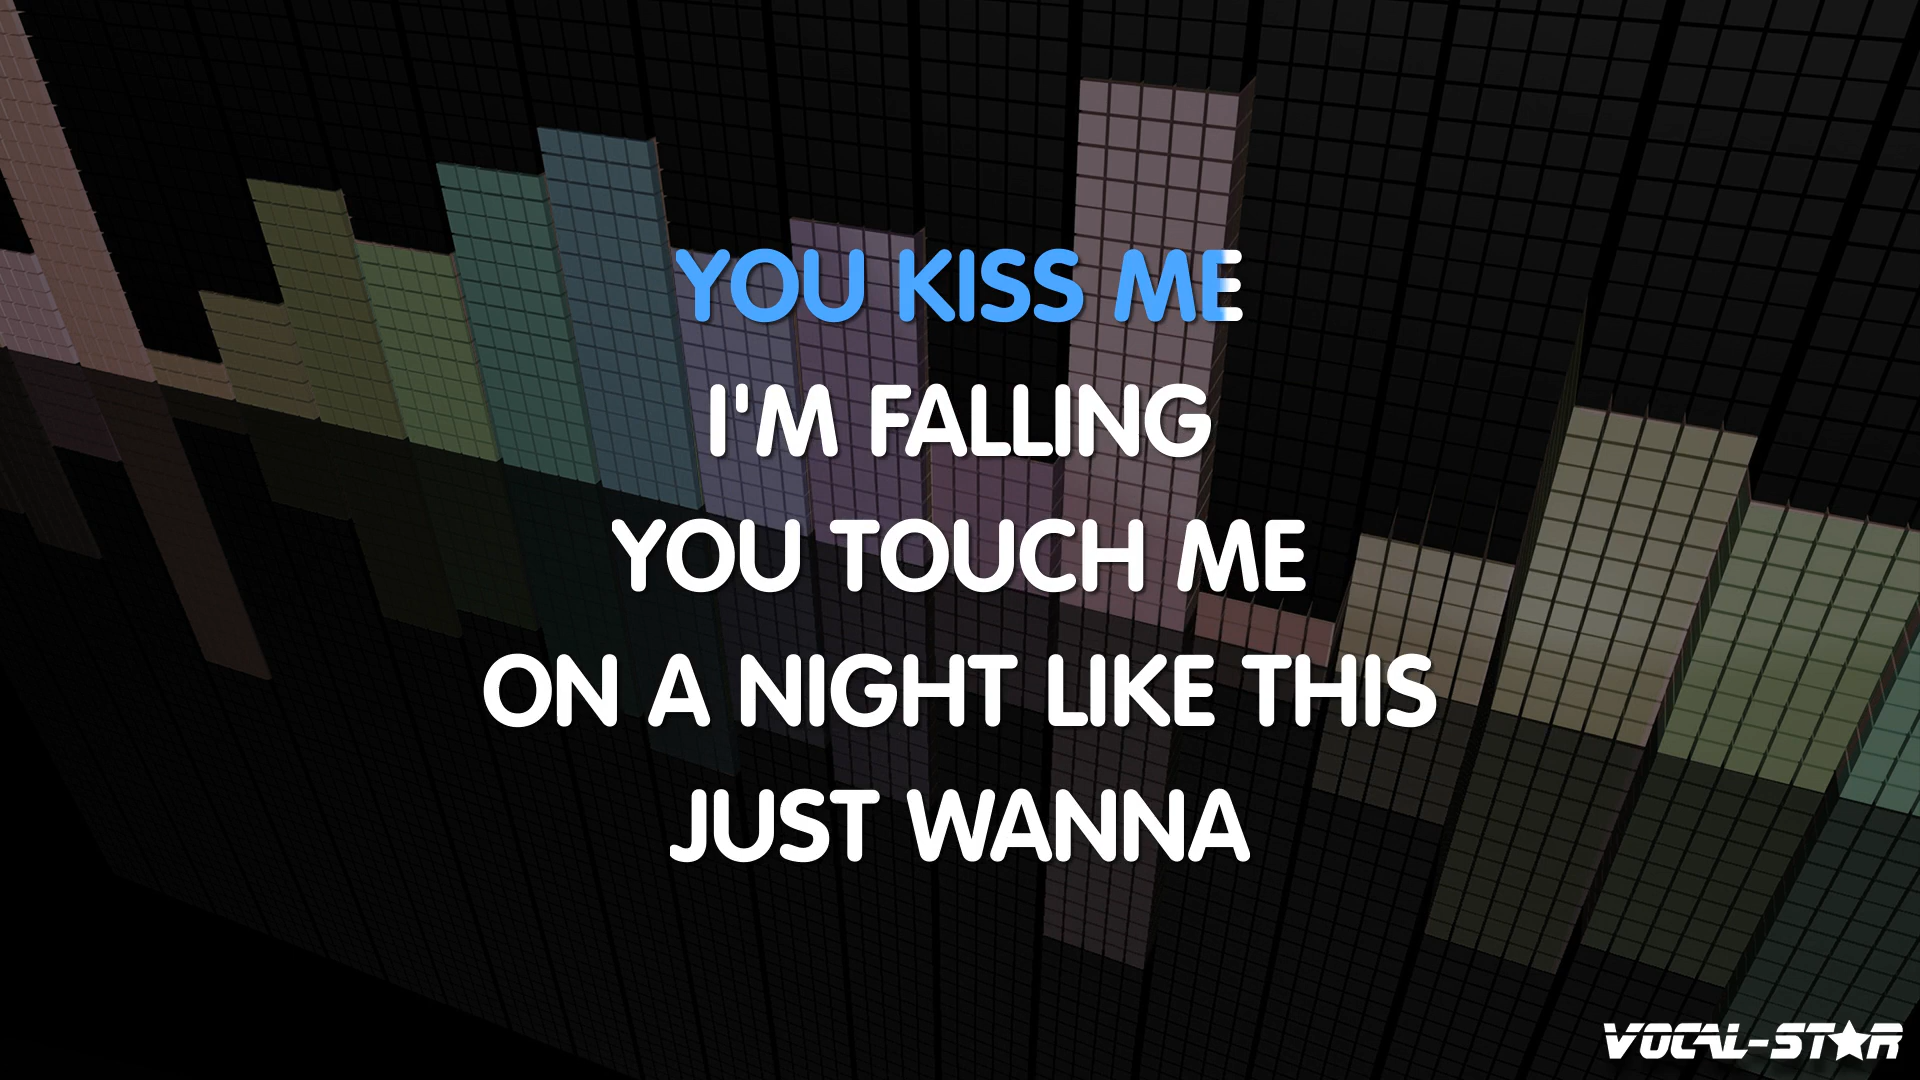 YOU KISS ME
I'M FALLING
YOU TOUCH ME
ON A NIGHT LIKE THIS
JUST WANNA
VOCAL-STAR